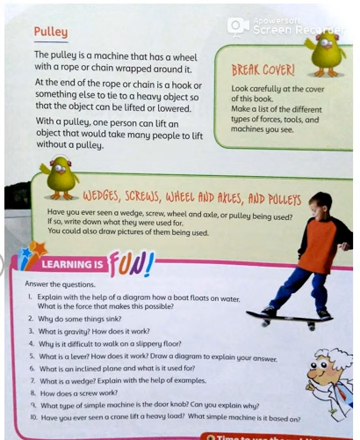 Apowersoft
Screen Recorder
Pulley
The pulley is a machine that has a wheel
with a rope or chain wrapped around it.
At the end of the rope or chain is a hook or
something else to tie to a heavy object so
that the object can be lifted or lowered.
With a pulley, one person can lift an
object that would take many people to lift
without a pulley.
BREAK COVER!
Look carefully at the cover
of this book.
Make a list of the different
types of forces, tools, and
machines you see.
WEDGES, SCREWS, WHEEL AND AXLES, AND PULLEYS
Have you ever seen a wedge, screw, wheel and axle, or pulley being used?
If so, write down what they were used for.
You could also draw pictures of them being used.
LEARNING IS FUN!
Answer the questions.
1. Explain with the help of a diagram how a boat floats on water.
What is the force that makes this possible?
2. Why do some things sink?
3. What is gravity? How does it work?
4. Why is it difficult to walk on a slippery floor?
5. What is a lever? How does it work? Draw a diagram to explain your answer.
6. What is an inclined plane and what is it used for?
7. What is a wedge? Explain with the help of examples.
8. How does a screw work?
9. What type of simple machine is the door knob? Can you explain why?
10. Have you ever seen a crane lift a heavy load? What simple machine is it based on?